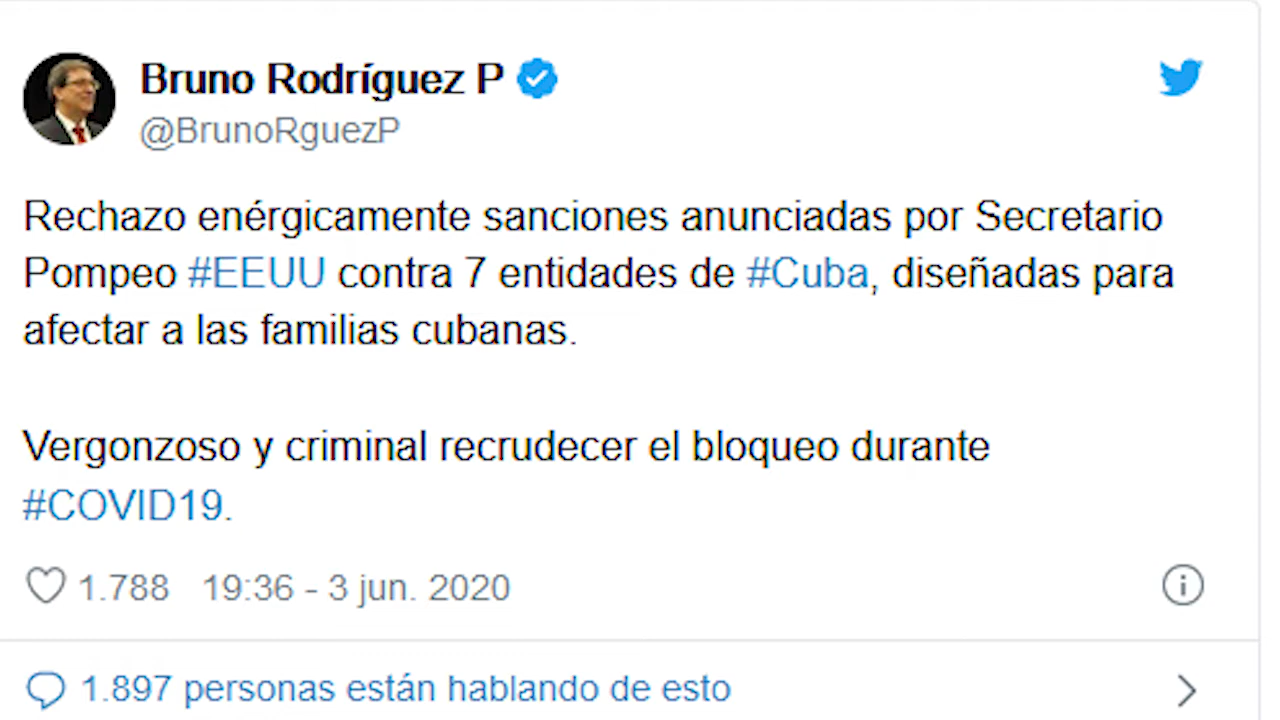 Bruno Rodríguez P
@BrunoRguezP
Rechazo enérgicamente sanciones anunciadas por Secretario
Pompeo #EEUU contra 7 entidades de #Cuba, diseñadas para
afectar a las familias cubanas.
Vergonzoso y criminal recrudecer el bloqueo durante
#COVID19.
1.788 19:36 - 3 jun. 2020
1.897 personas están hablando de esto